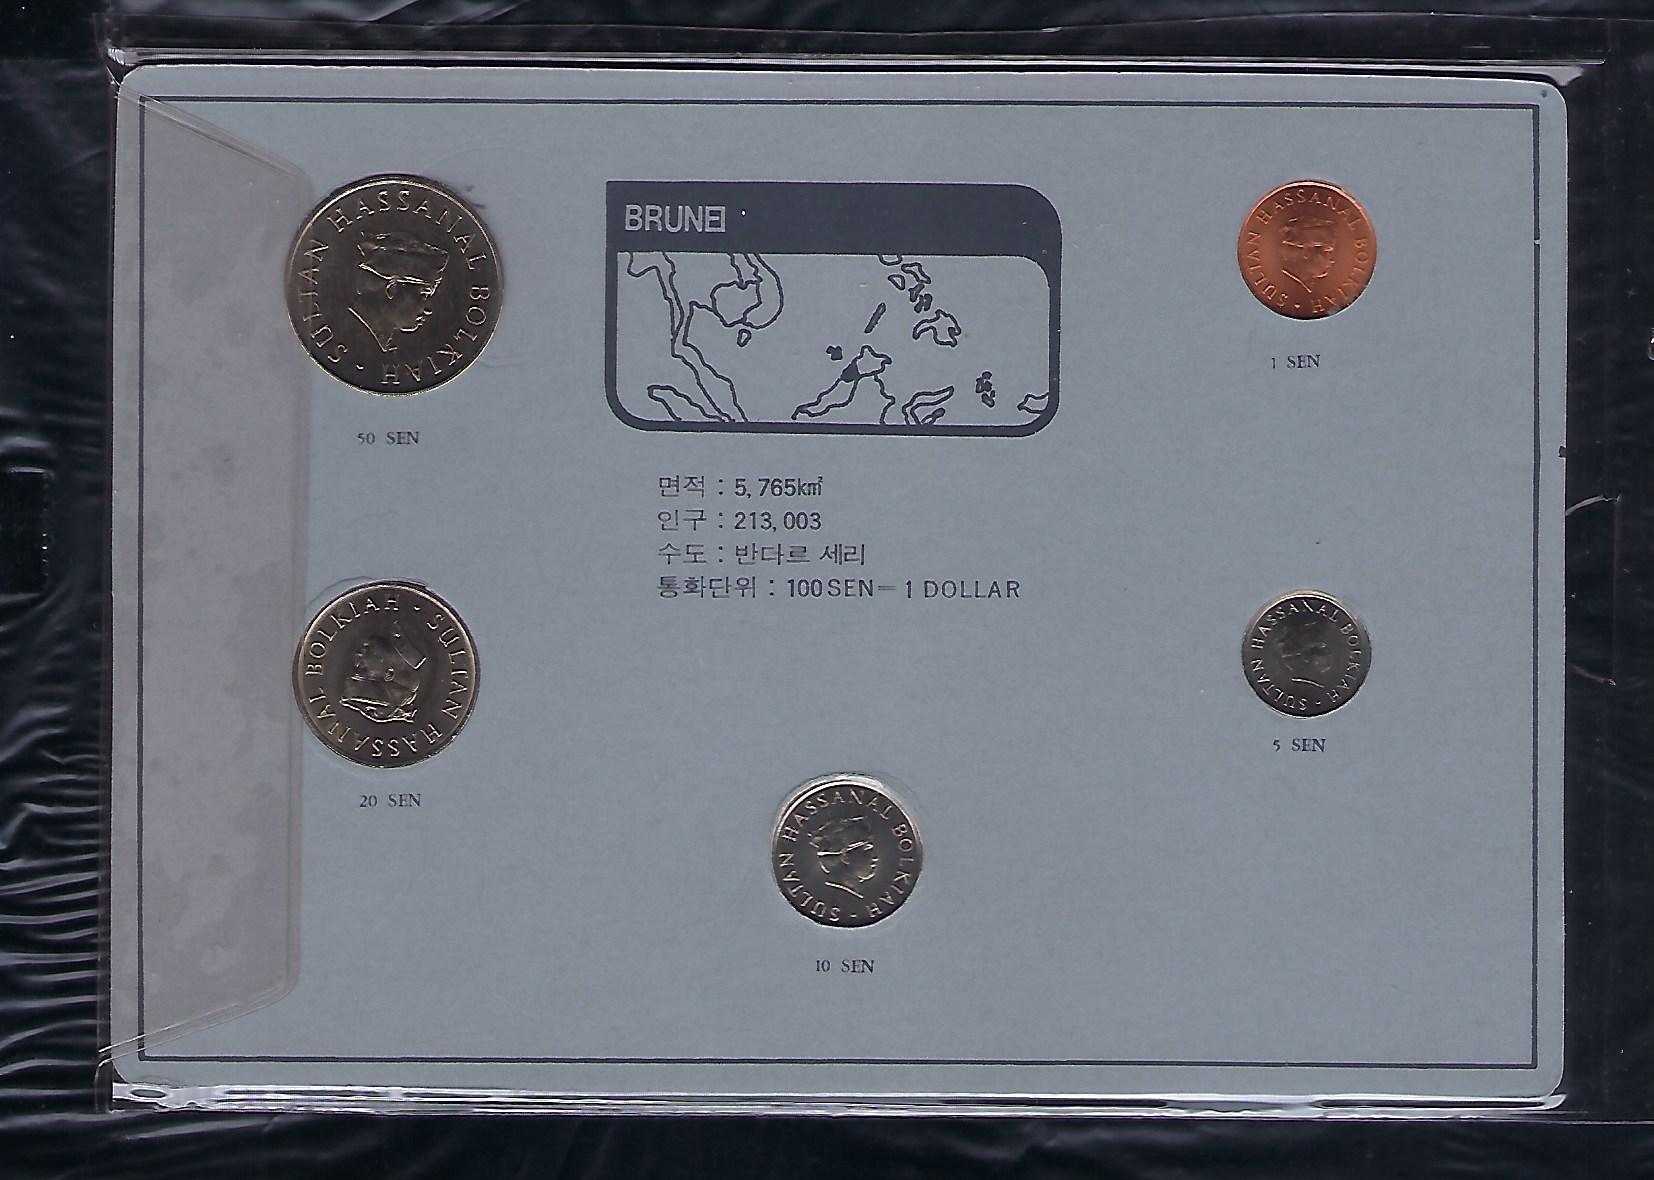 BRUNEI
SULTAN HASSANAL BOLKIAH
50 SEN
SULTAN HASSANAL BOLKIAH
1 SEN
면적 : 5,765㎢
인구 : 213,003
수도 : 반다르 세리
통화단위 : 100SEN=1 DOLLAR
SULTAN HASSANAL BOLKIAH
20 SEN
SULTAN HASSANAL BOLKIAH
5 SEN
SULTAN HASSANAL BOLKIAH
10 SEN